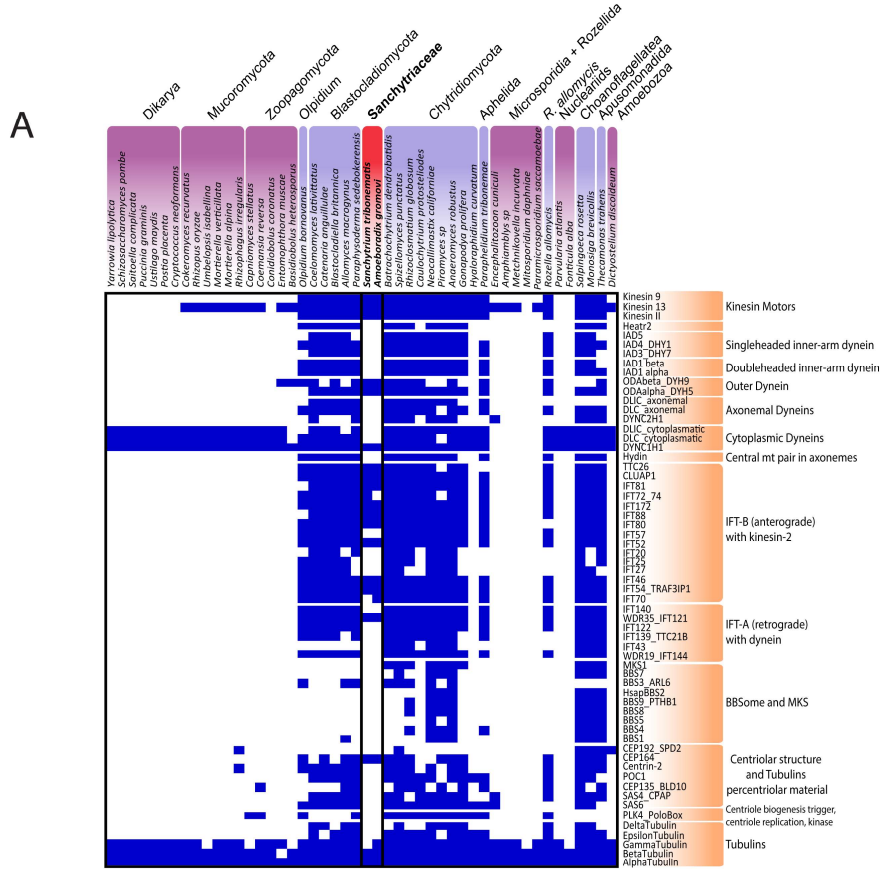 A
Dikarya
Mucoromycota
Zoopagomycota
Olpidium
Blastocladiomycota
Sanchytriaceae
Chytridiomycota
Aphelida
Microsporidia + Rozellida
R. allomycis
Nucleariids
Choanoflagellatea
Apusomonadida
Amoebozoa
Yarrowia lipolytica
Schizosaccharomyces pombe
Saitoella complicata
Puccinia graminis
Ustilago maydis
Postia placenta
Cryptococcus neoformans
Cokeromyces recurvatus
Rhizopus oryzae
Umbelopsis isabellina
Mortierella verticillata
Mortierella alpina
Rhizophagus irregularis
Capniomyces stellatus
Coemansia reversa
Conidiobolus coronatus
Entomophthora muscae
Basidiobolus heterosporus
Olpidium bornovanus
Coelomomyces lativittatus
Catenaria anguillulae
Blastocladiella britannica
Allomyces macrogynus
Paraphysoderma sedebokerensis
Sanchytrium tribonematis
Amoeboradix gromovi
Batrachochytrium dendrobatidis
Spizellomyces punctatus
Rhizoclosmatium globosum
Caulochytrium protosteliodes
Neocallimastix californiae
Piromyces sp
Anaeromyces robustus
Gonapodya prolifera
Hyaloraphidium curvatum
Paraphelidium tribonemae
Encephalitozoon cuniculi
Amphiamblys sp
Metchnikovella incurvata
Mitosporidium daphniae
Paramicrosporidium saccamoebae
Rozella allomycis
Parvularia atlantis
Fonticula alba
Salpingoeca rosetta
Monosiga brevicollis
Thecamonas trahens
Dictyostelium discoideum
Kinesin 9
Kinesin 13
Kinesin II
Kinesin Motors
Heatr2
IAD5
IAD4_DHY1
IAD3_DHY7
Singleheaded inner-arm dynein
IAD1 beta
IAD1 alpha
Doubleheaded inner-arm dynein
ODAbeta_DYH9
ODAalpha_DYH5
Outer Dynein
DLIC_axonemal
DLC_axonemal
DYNC2H1
Axonemal Dyneins
DLIC_cytoplasmatic
DLC_cytoplasmatic
DYNC1H1
Cytoplasmic Dyneins
Hydin
Central mt pair in axonemes
TTC26
CLUAP1
IFT81
IFT72_74
IFT172
IFT88
IFT80
IFT57
IFT52
IFT20
IFT25
IFT27
IFT46
IFT54_TRAF3IP1
IFT70
IFT-B (anterograde)
with kinesin-2
IFT140
WDR35_IFT121
IFT122
IFT139_TTC21B
IFT43
WDR19_IFT144
IFT-A (retrograde)
with dynein
MKS1
BBS7
BBS3_ARL6
HsapBBS2
BBS9_PTHB1
BBS8
BBS5
BBS4
BBS1
BBSome and MKS
CEP192_SPD2
CEP164
Centrin-2
POC1
CEP135_BLD10
SAS4_CPAP
SAS6
Centriolar structure
and Tubulins
percentriolar material
PLK4_PoloBox
Centriole biogenesis trigger,
centriole replication, kinase
DeltaTubulin
EpsilonTubulin
GammaTubulin
BetaTubulin
AlphaTubulin
Tubulins